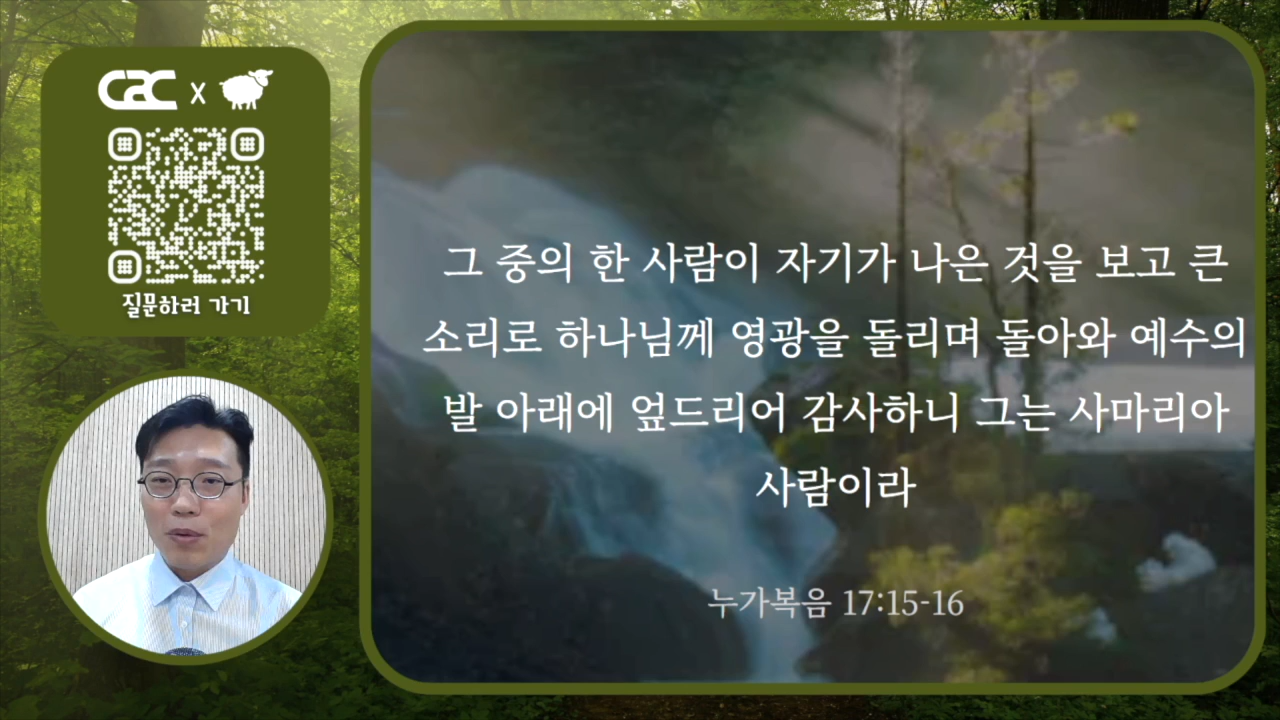 CAC X
질문하러 가기
그 중의 한 사람이 자기가 나은 것을 보고 큰
소리로 하나님께 영광을 돌리며 돌아와 예수의
발 아래에 엎드리어 감사하니 그는 사마리아
사람이라
누가복음 17:15-16